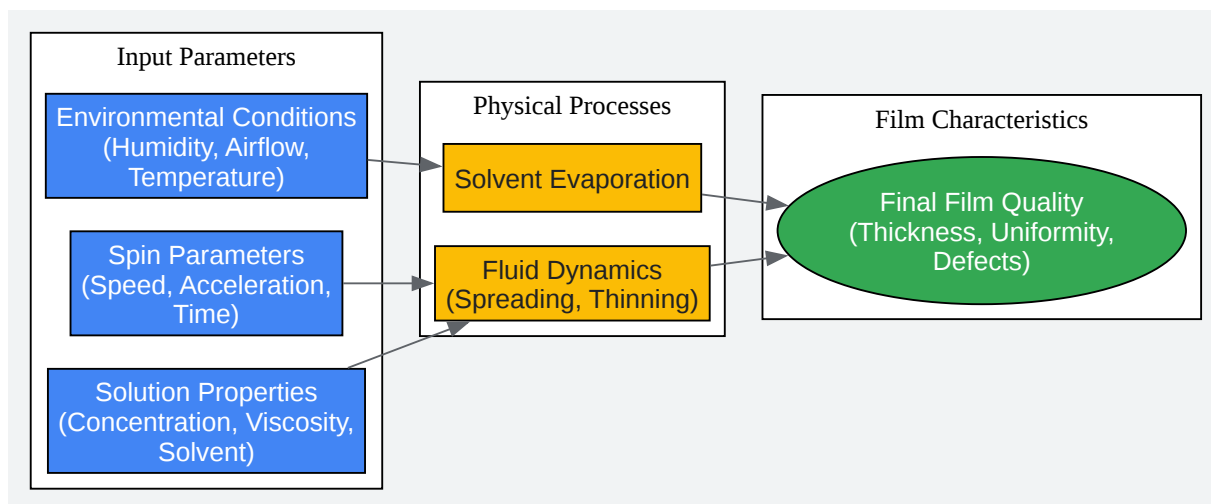 Input Parameters
Environmental Conditions
(Humidity, Airflow,
Temperature)
Spin Parameters
(Speed, Acceleration,
Time)
Solution Properties
(Concentration, Viscosity,
Solvent)
Physical Processes
Solvent Evaporation
Fluid Dynamics
(Spreading, Thinning)
Film Characteristics
Final Film Quality
(Thickness, Uniformity,
Defects)